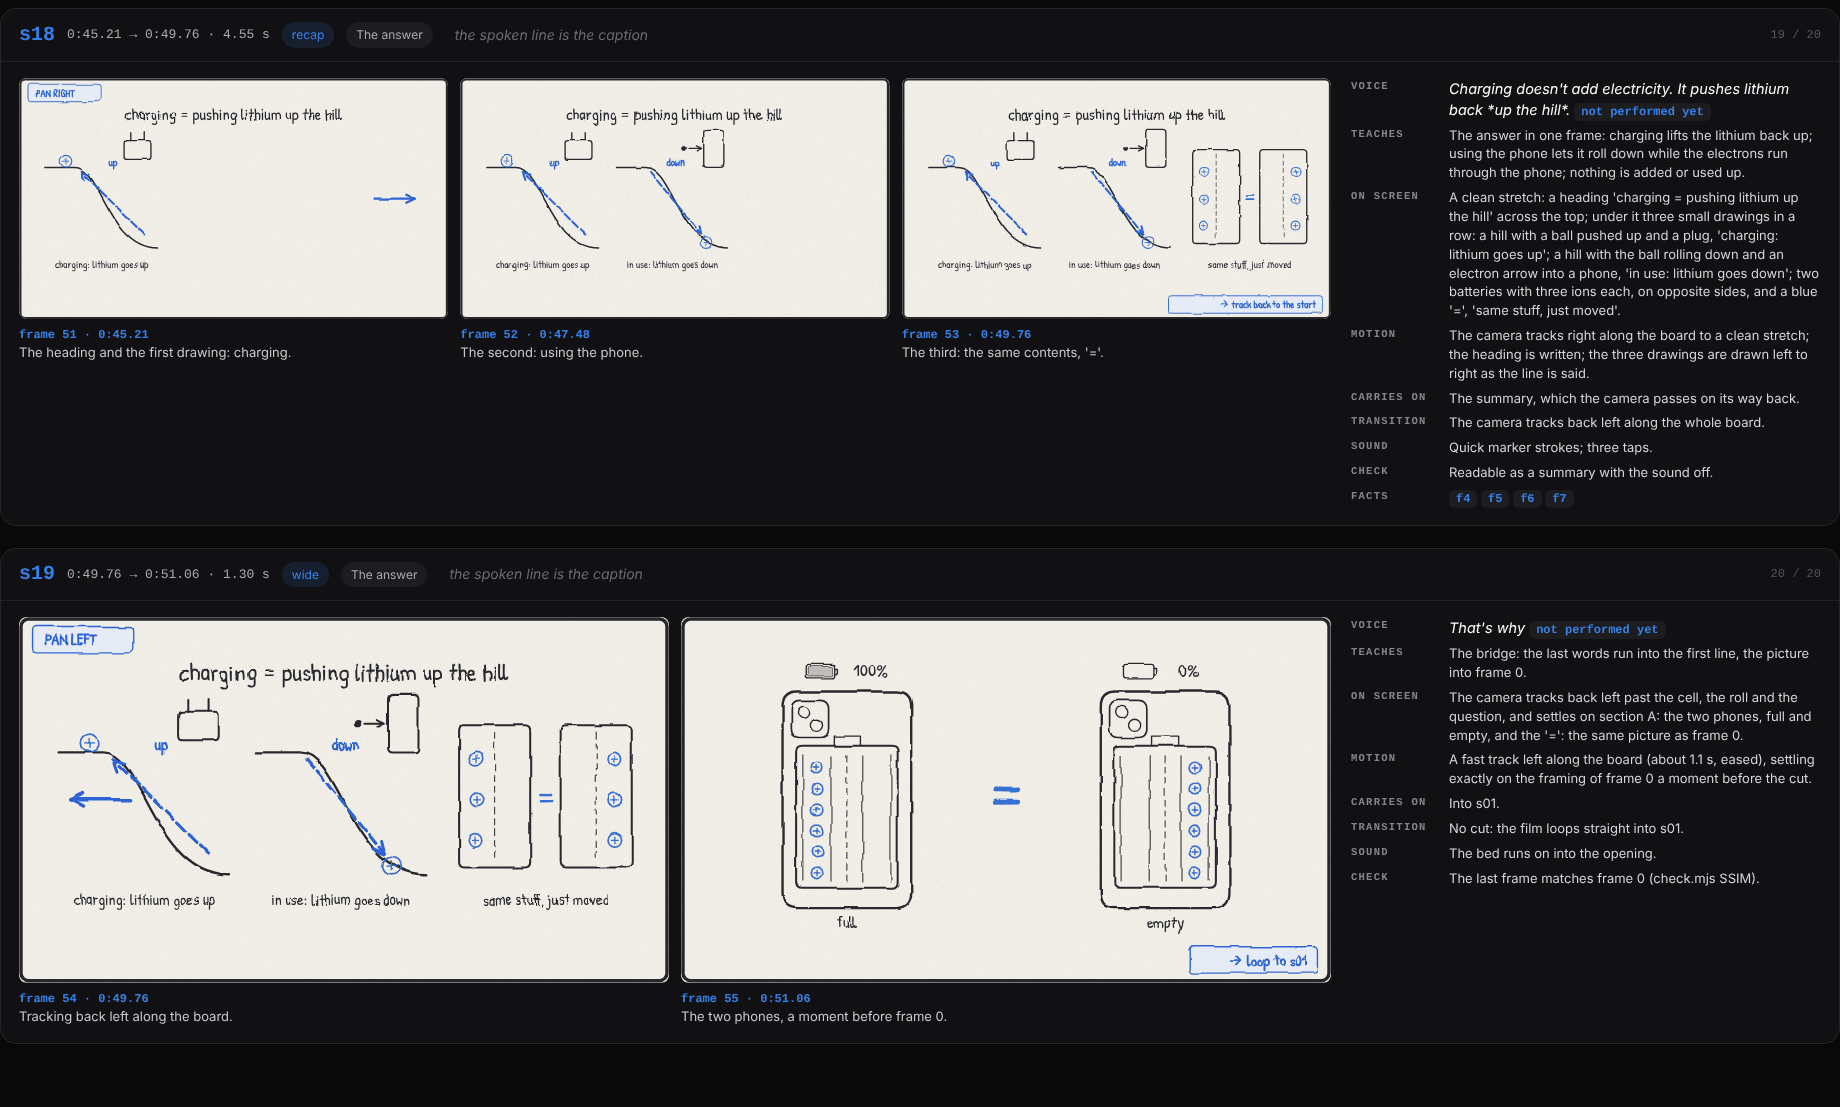 s18 0:45.21 → 0:49.76 · 4.55 s recap The answer the spoken line is the caption 19 / 20
PAN RIGHT
charging = pushing lithium up the hill
up
charging: lithium goes up
frame 51 · 0:45.21
The heading and the first drawing: charging.
charging = pushing lithium up the hill
up
down
charging: lithium goes up
in use: lithium goes down
frame 52 · 0:47.48
The second: using the phone.
charging = pushing lithium up the hill
up
down
=
charging: lithium goes up
in use: lithium goes down
same stuff, just moved
→ track back to the start
frame 53 · 0:49.76
The third: the same contents, '='.
VOICE
Charging doesn't add electricity. It pushes lithium
back *up the hill*. not performed yet
TEACHES
The answer in one frame: charging lifts the lithium back up;
using the phone lets it roll down while the electrons run
through the phone; nothing is added or used up.
ON SCREEN
A clean stretch: a heading 'charging = pushing lithium up
the hill' across the top; under it three small drawings in a
row: a hill with a ball pushed up and a plug, 'charging:
lithium goes up'; a hill with the ball rolling down and an
electron arrow into a phone, 'in use: lithium goes down'; two
batteries with three ions each, on opposite sides, and a blue
'=', 'same stuff, just moved'.
MOTION
The camera tracks right along the board to a clean stretch;
the heading is written; the three drawings are drawn left to
right as the line is said.
CARRIES ON
The summary, which the camera passes on its way back.
TRANSITION
The camera tracks back left along the whole board.
SOUND
Quick marker strokes; three taps.
CHECK
Readable as a summary with the sound off.
FACTS
f4 f5 f6 f7
s19 0:49.76 → 0:51.06 · 1.30 s wide The answer the spoken line is the caption 20 / 20
PAN LEFT
charging = pushing lithium up the hill
up
down
=
charging: lithium goes up
in use: lithium goes down
same stuff, just moved
frame 54 · 0:49.76
Tracking back left along the board.
100%
0%
=
full
empty
→ loop to s01
frame 55 · 0:51.06
The two phones, a moment before frame 0.
VOICE
That's why not performed yet
TEACHES
The bridge: the last words run into the first line, the picture
into frame 0.
ON SCREEN
The camera tracks back left past the cell, the roll and the
question, and settles on section A: the two phones, full and
empty, and the '=': the same picture as frame 0.
MOTION
A fast track left along the board (about 1.1 s, eased), settling
exactly on the framing of frame 0 a moment before the cut.
CARRIES ON
Into s01.
TRANSITION
No cut: the film loops straight into s01.
SOUND
The bed runs on into the opening.
CHECK
The last frame matches frame 0 (check.mjs SSIM).